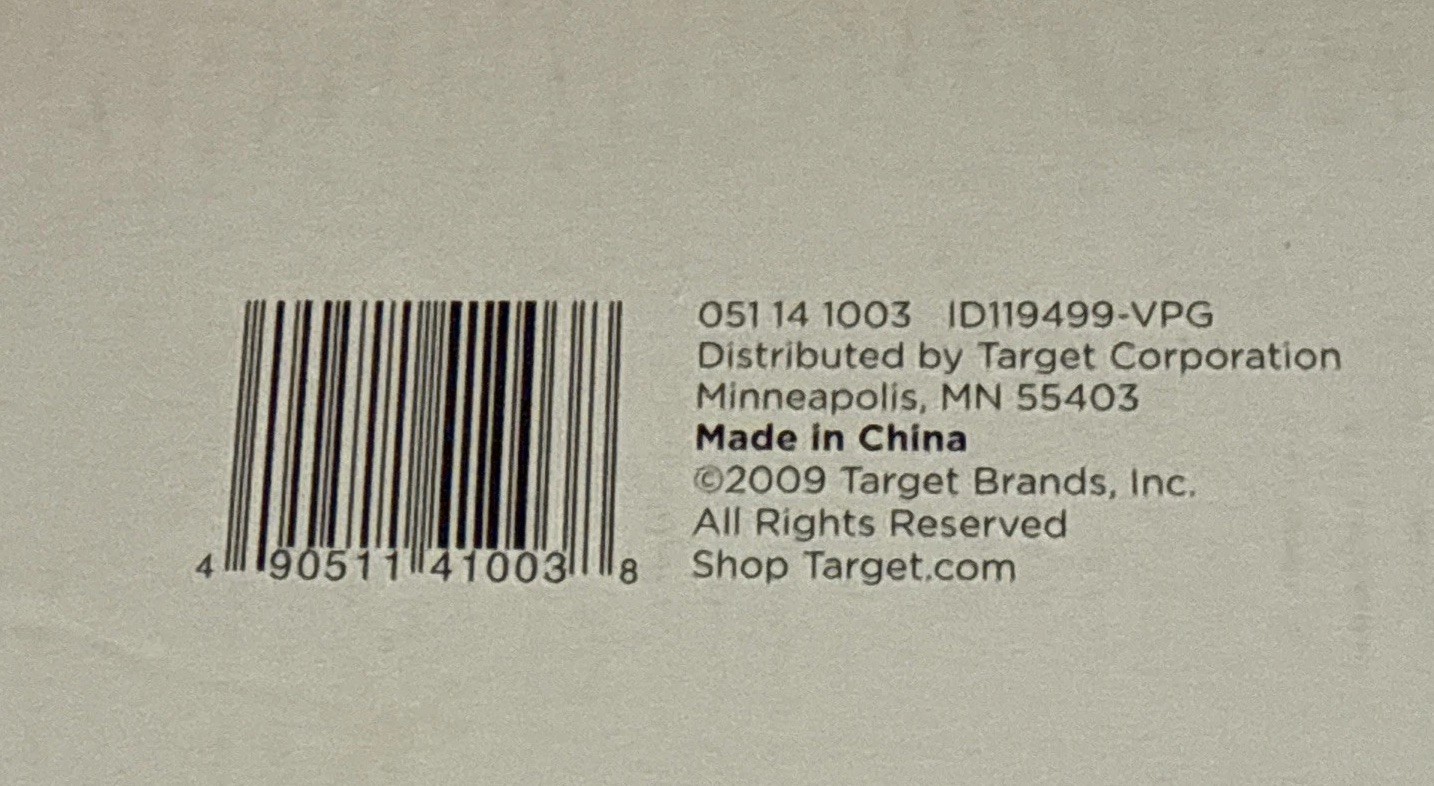 051 14 1003 ID119499-VPG
Distributed by Target Corporation
Minneapolis, MN 55403
Made in China
©2009 Target Brands, Inc.
All Rights Reserved
Shop Target.com
4 90511 41003 8